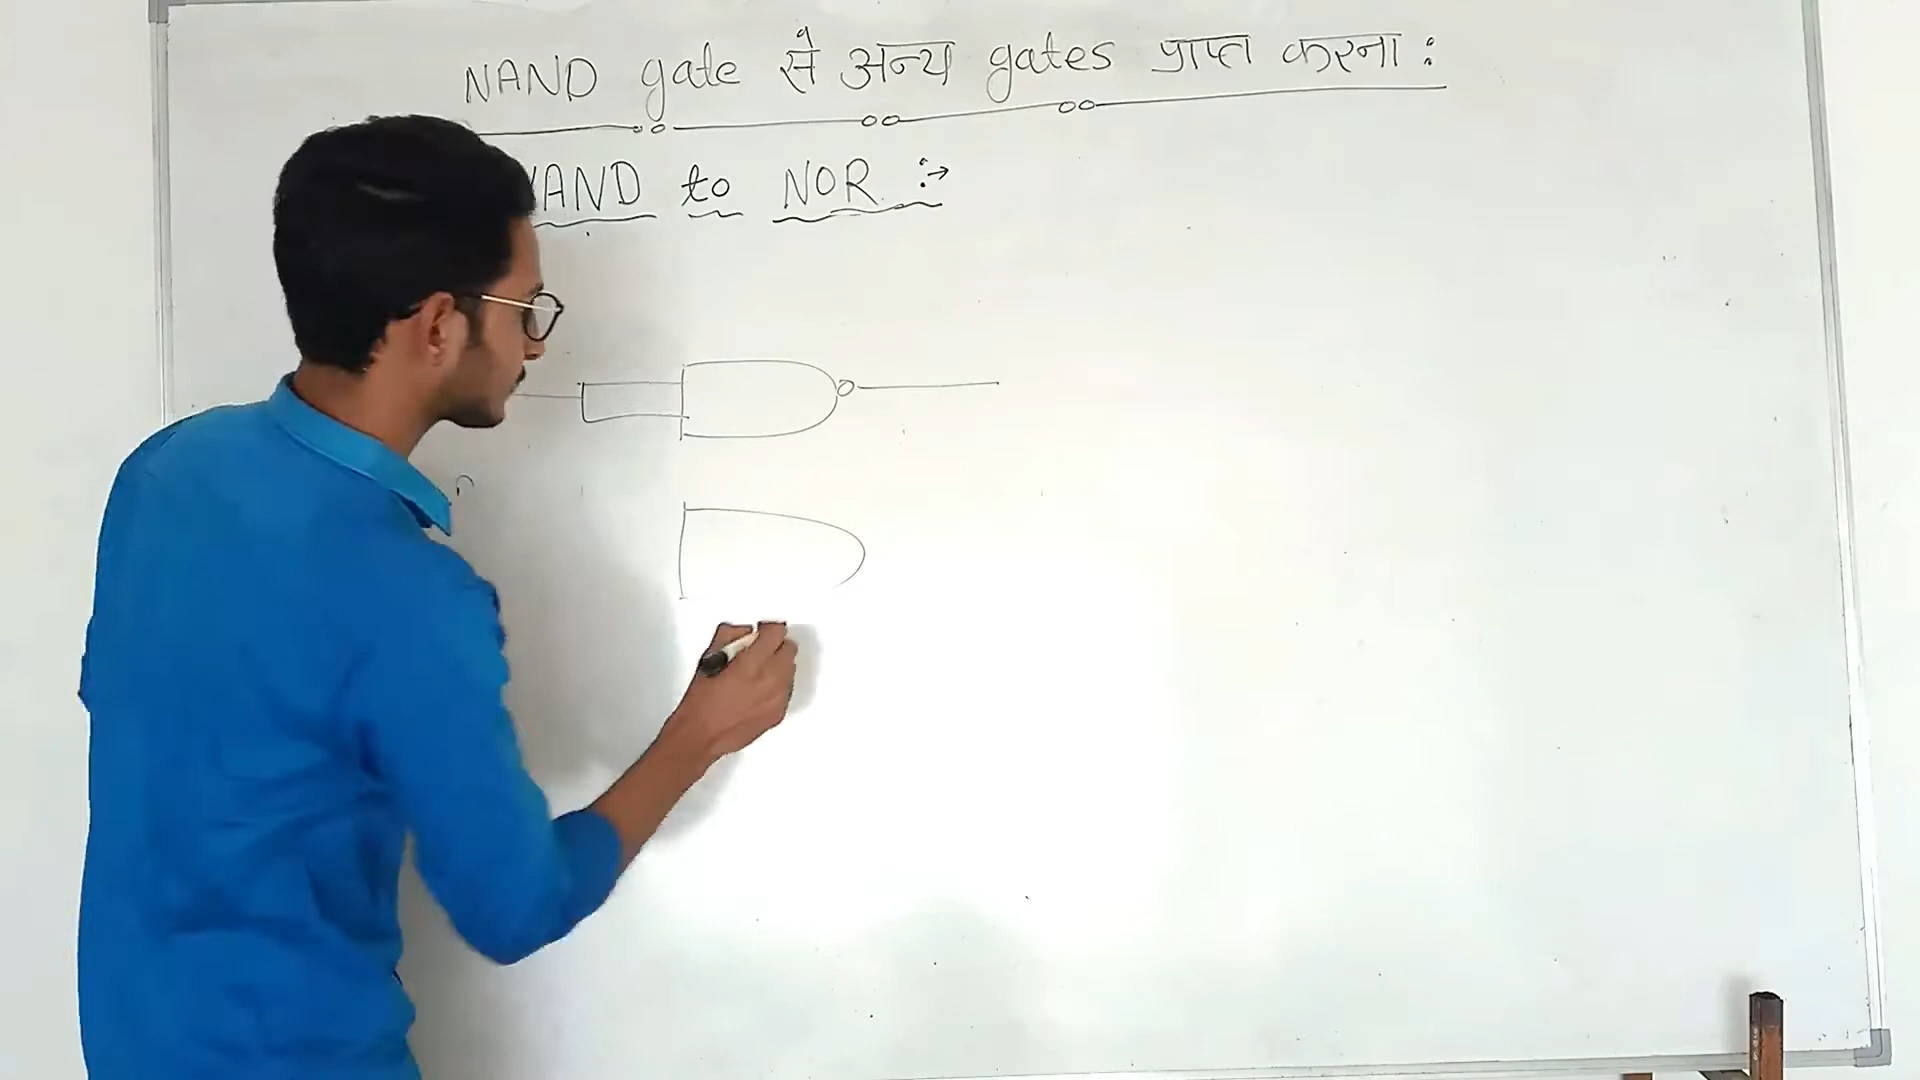 NAND gate से अन्य gates प्राप्त करना :
NAND to NOR :→